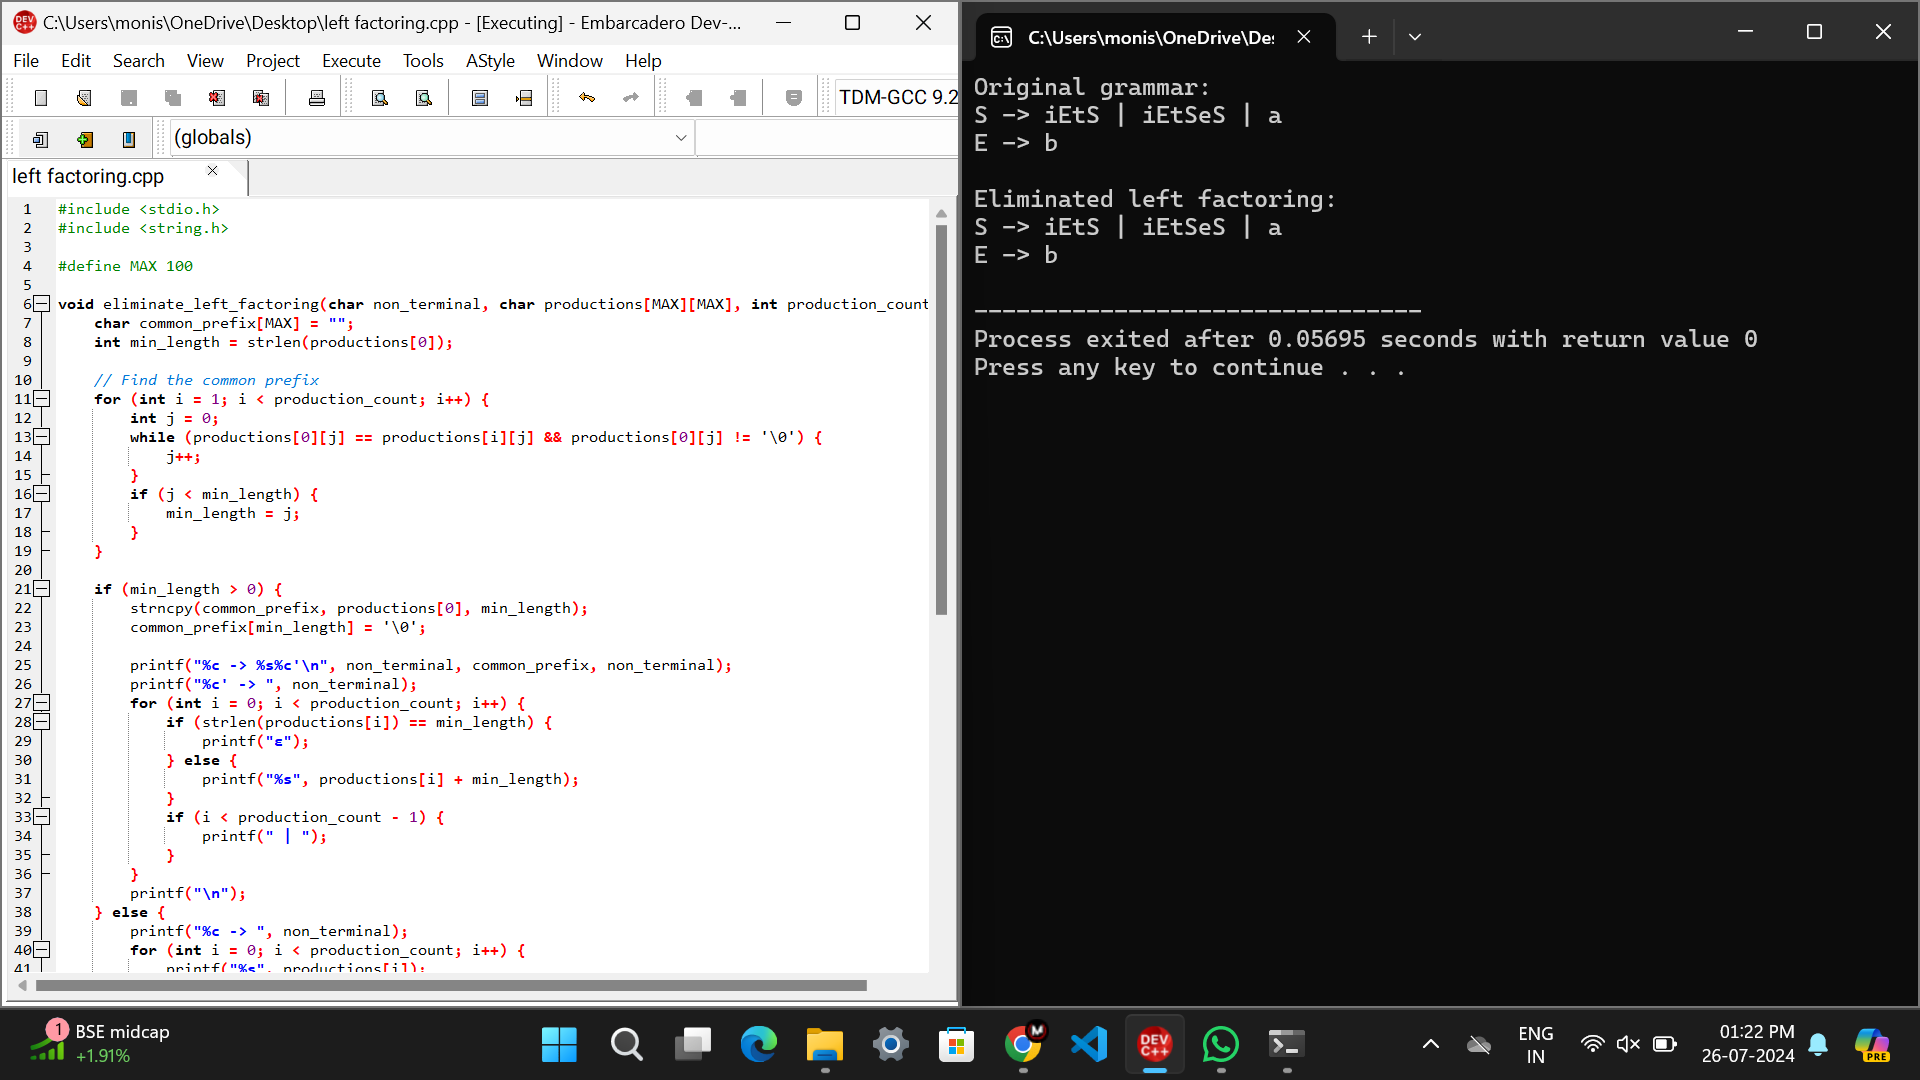 C:\Users\monis\OneDrive\Desktop\left factoring.cpp - [Executing] - Embarcadero Dev-...
File Edit Search View Project Execute Tools AStyle Window Help
TDM-GCC 9.2
(globals)
left factoring.cpp
1 #include <stdio.h>
2 #include <string.h>
3
4 #define MAX 100
5
6 void eliminate_left_factoring(char non_terminal, char productions[MAX][MAX], int production_count
7     char common_prefix[MAX] = "";
8     int min_length = strlen(productions[0]);
9
10     // Find the common prefix
11     for (int i = 1; i < production_count; i++) {
12         int j = 0;
13         while (productions[0][j] == productions[i][j] && productions[0][j] != '\0') {
14             j++;
15         }
16         if (j < min_length) {
17             min_length = j;
18         }
19     }
20
21     if (min_length > 0) {
22         strncpy(common_prefix, productions[0], min_length);
23         common_prefix[min_length] = '\0';
24
25         printf("%c -> %s%c'\n", non_terminal, common_prefix, non_terminal);
26         printf("%c' -> ", non_terminal);
27         for (int i = 0; i < production_count; i++) {
28             if (strlen(productions[i]) == min_length) {
29                 printf("ε");
30             } else {
31                 printf("%s", productions[i] + min_length);
32             }
33             if (i < production_count - 1) {
34                 printf(" | ");
35             }
36         }
37         printf("\n");
38     } else {
39         printf("%c -> ", non_terminal);
40         for (int i = 0; i < production_count; i++) {
41             printf("%s", productions[i]);
C:\Users\monis\OneDrive\De
Original grammar:
S -> iEtS | iEtSeS | a
E -> b
Eliminated left factoring:
S -> iEtS | iEtSeS | a
E -> b
--------------------------------
Process exited after 0.05695 seconds with return value 0
Press any key to continue . . .
1
BSE midcap
+1.91%
M
DEV C++
ENG
IN
01:22 PM
26-07-2024
PRE